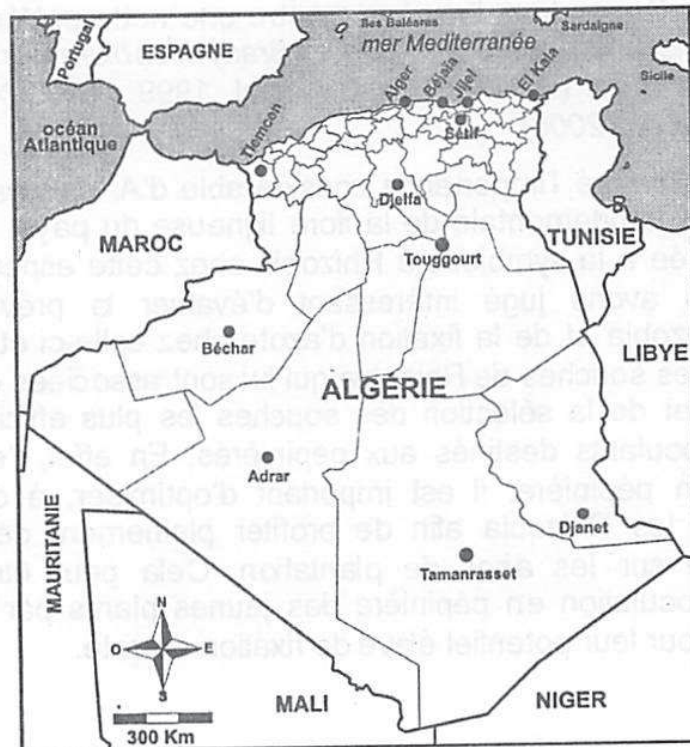 Iles Baléares
Sardaigne
mer Mediterranée
Portugal
ESPAGNE
Sicile
Alger
Béjaia
Jijel
El Kala
océan
Atlantique
Tlemcen
Sétif
Djelfa
MAROC
TUNISIE
Touggourt
Béchar
LIBYE
ALGÉRIE
Adrar
Djanet
MAURITANIE
Tamanrasset
N
O
E
S
MALI
NIGER
300 Km